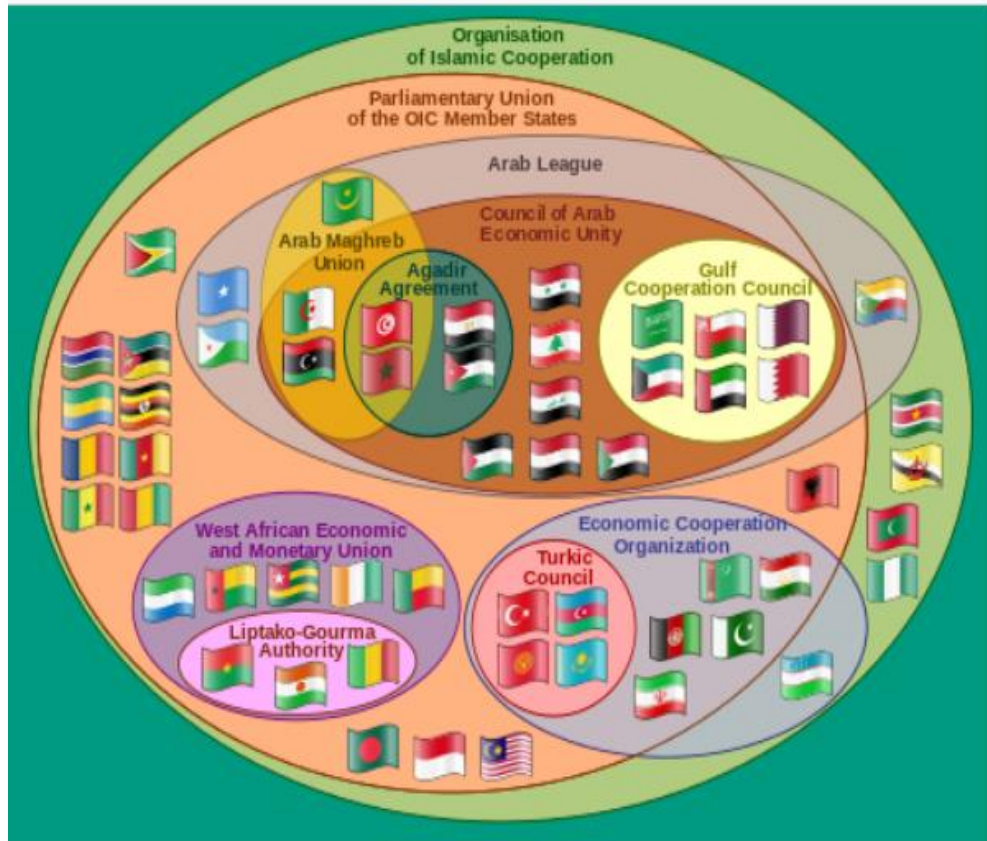 Organisation
of Islamic Cooperation
Parliamentary Union
of the OIC Member States
Arab League
Council of Arab
Economic Unity
Arab Maghreb
Union
Agadir
Agreement
Gulf
Cooperation Council
West African Economic
and Monetary Union
Liptako-Gourma
Authority
Economic Cooperation
Organization
Turkic
Council